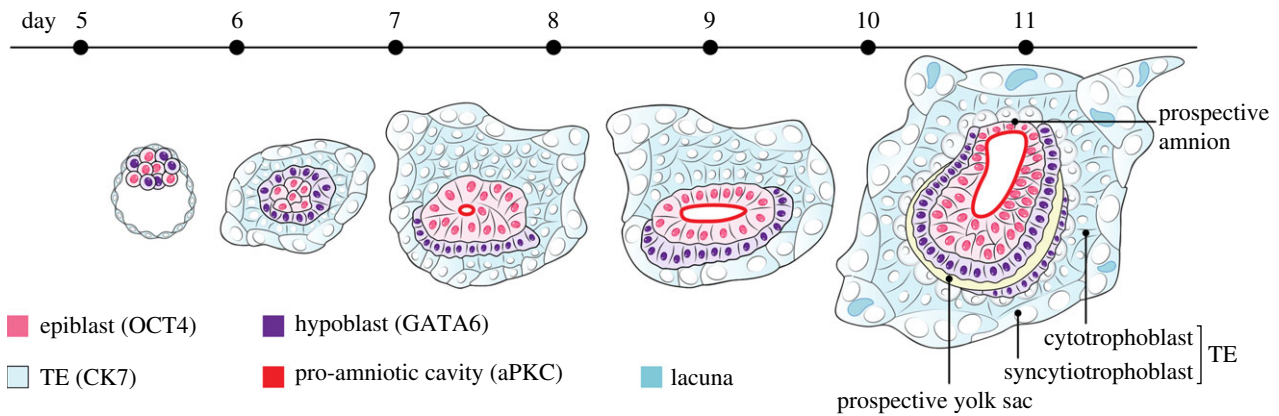 day 5 6 7 8 9 10 11
prospective
amnion
epiblast (OCT4)
hypoblast (GATA6)
TE (CK7)
pro-amniotic cavity (aPKC)
lacuna
cytotrophoblast
syncytiotrophoblast
TE
prospective yolk sac